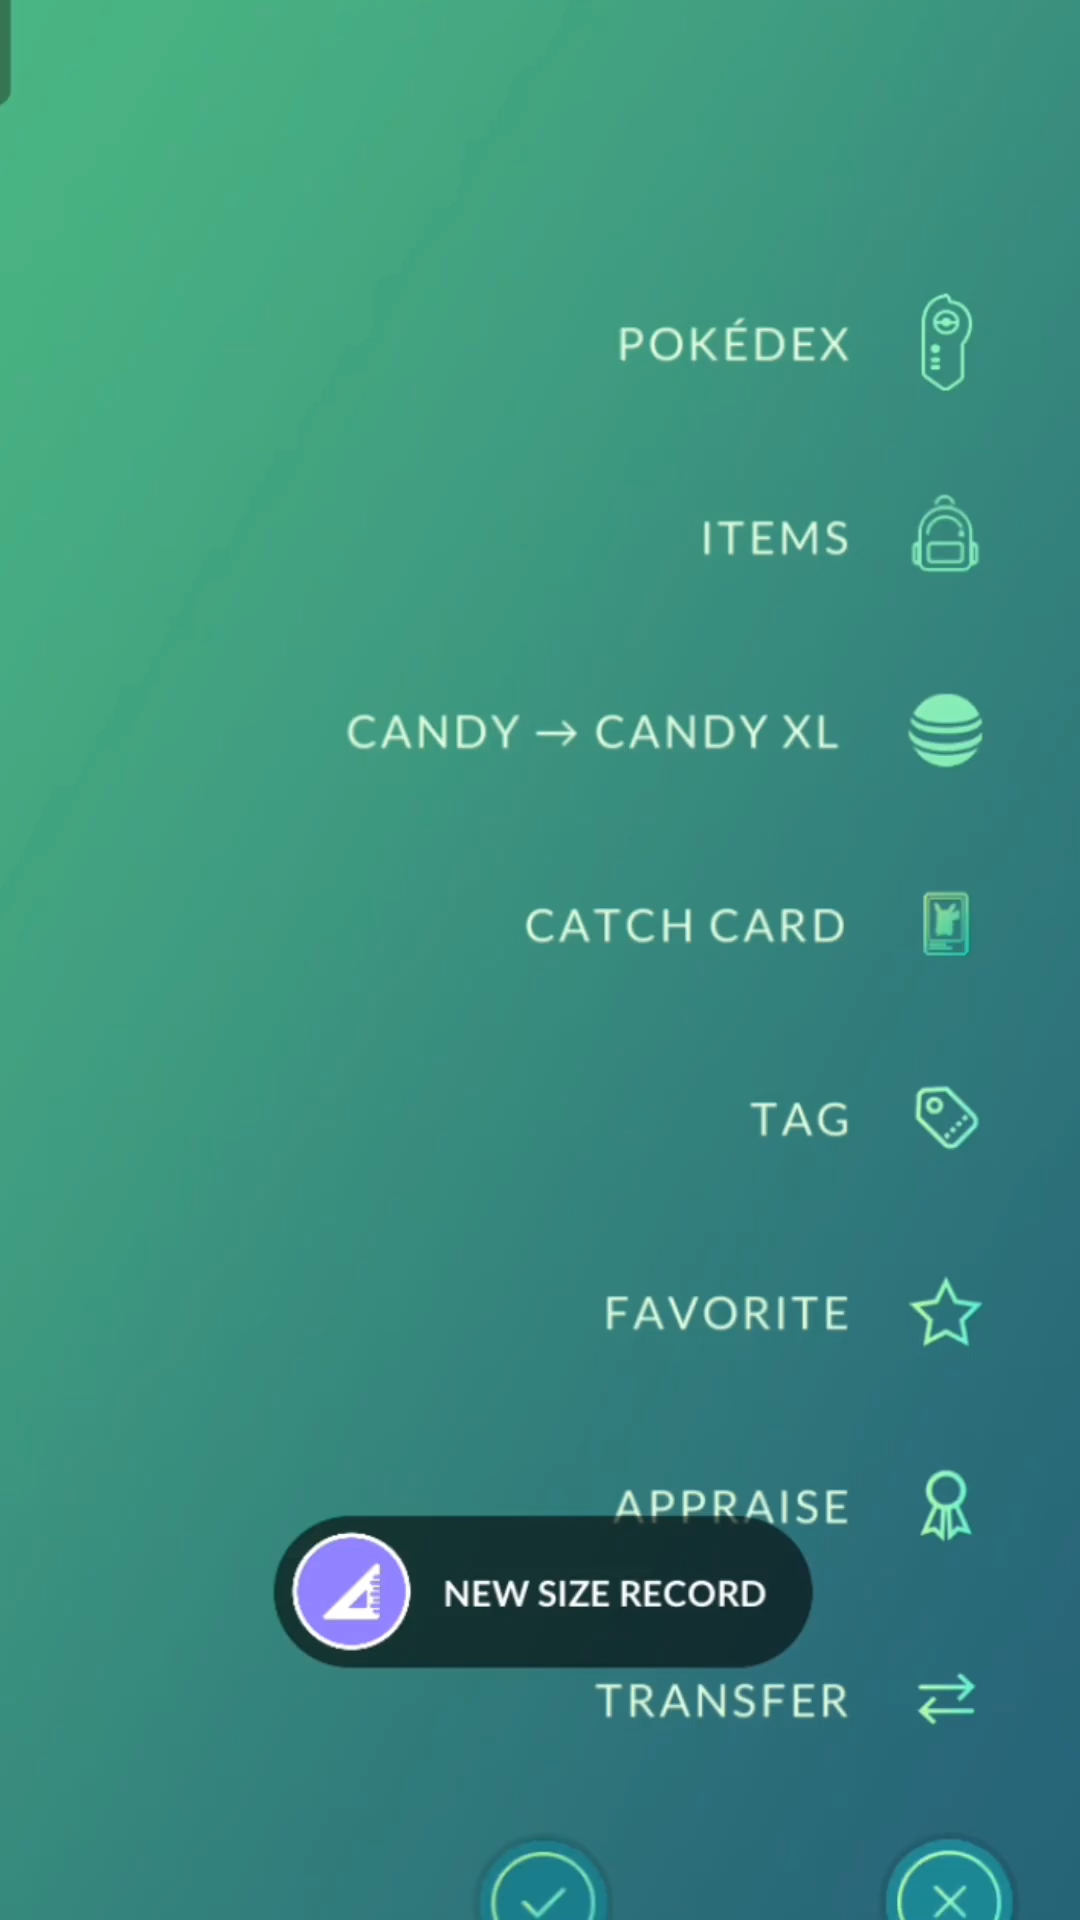 POKÉDEX
ITEMS
CANDY → CANDY XL
CATCH CARD
TAG
FAVORITE
APPRAISE
NEW SIZE RECORD
TRANSFER